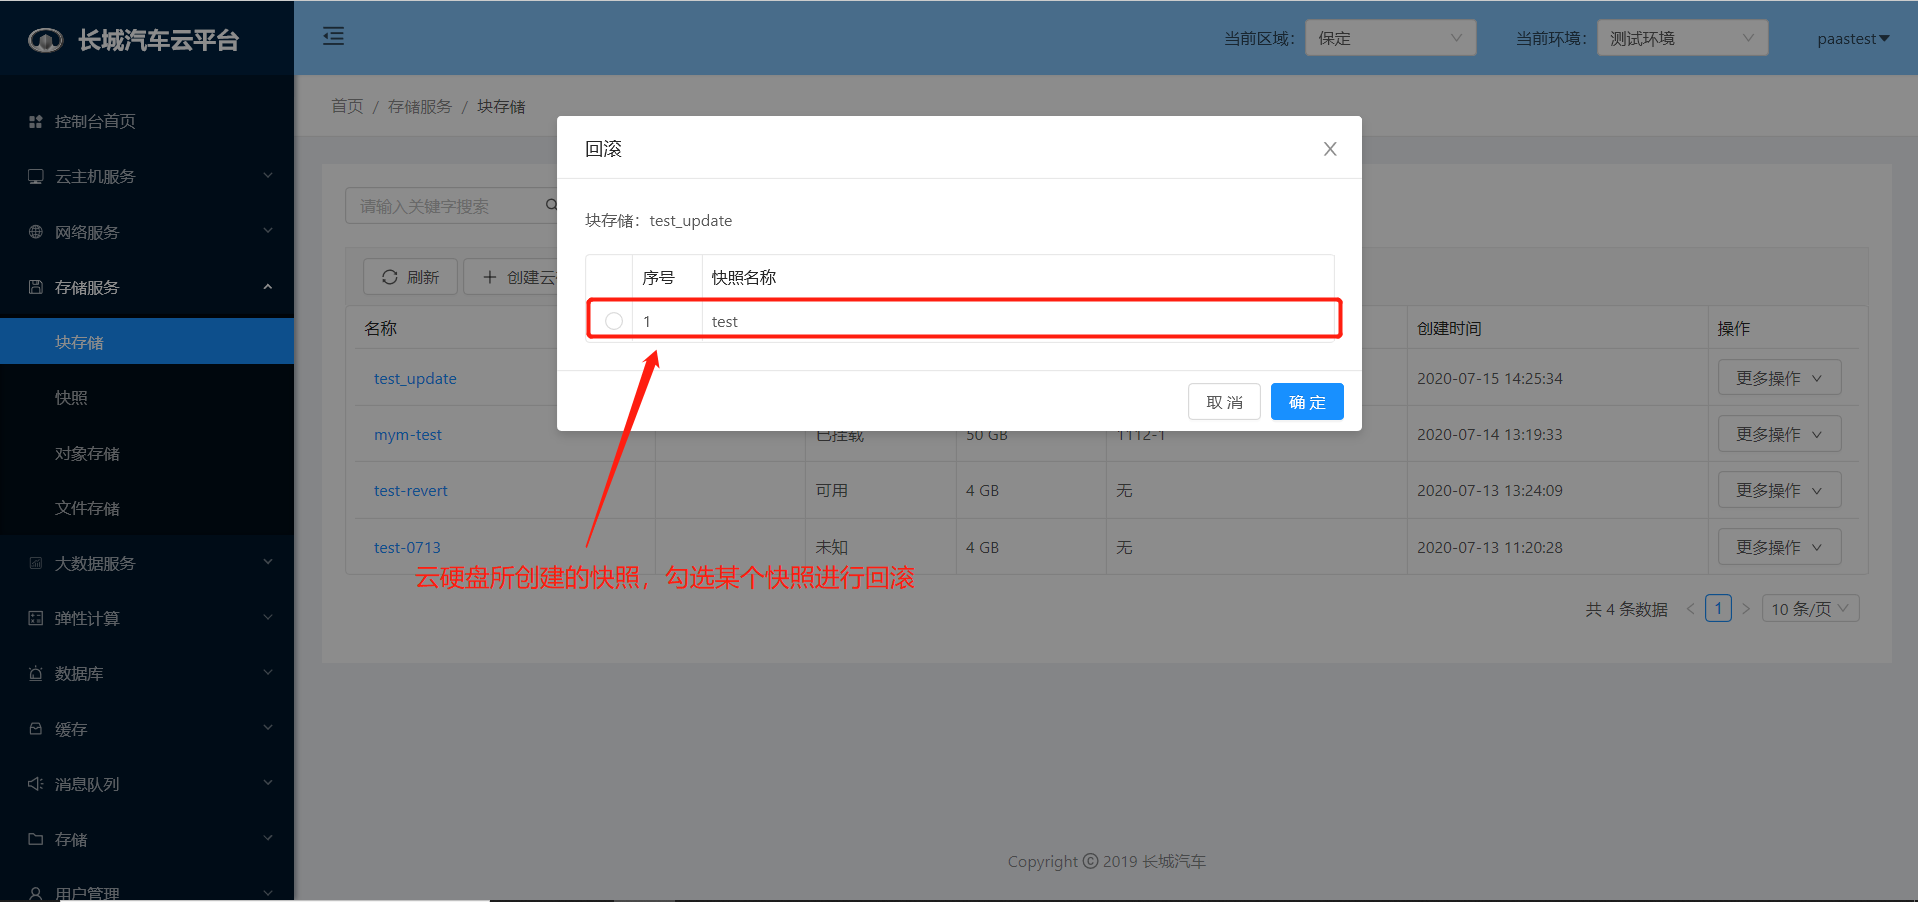 长城汽车云平台
当前区域：
保定
当前环境：
测试环境
paastest
控制台首页
云主机服务
网络服务
存储服务
块存储
快照
对象存储
文件存储
大数据服务
弹性计算
数据库
缓存
消息队列
存储
用户管理
首页 / 存储服务 / 块存储
请输入关键字搜索
刷新
创建云
回滚
块存储：test_update
序号 快照名称
1 test
取 消
确 定
名称 创建时间 操作
test_update 2020-07-15 14:25:34 更多操作
mym-test 已挂载 50 GB 1112-1 2020-07-14 13:19:33 更多操作
test-revert 可用 4 GB 无 2020-07-13 13:24:09 更多操作
test-0713 未知 4 GB 无 2020-07-13 11:20:28 更多操作
云硬盘所创建的快照，勾选某个快照进行回滚
共 4 条数据 < 1 > 10 条/页
Copyright © 2019 长城汽车